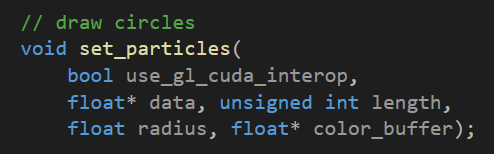 // draw circles
void set_particles(
    bool use_gl_cuda_interop,
    float* data, unsigned int length,
    float radius, float* color_buffer);